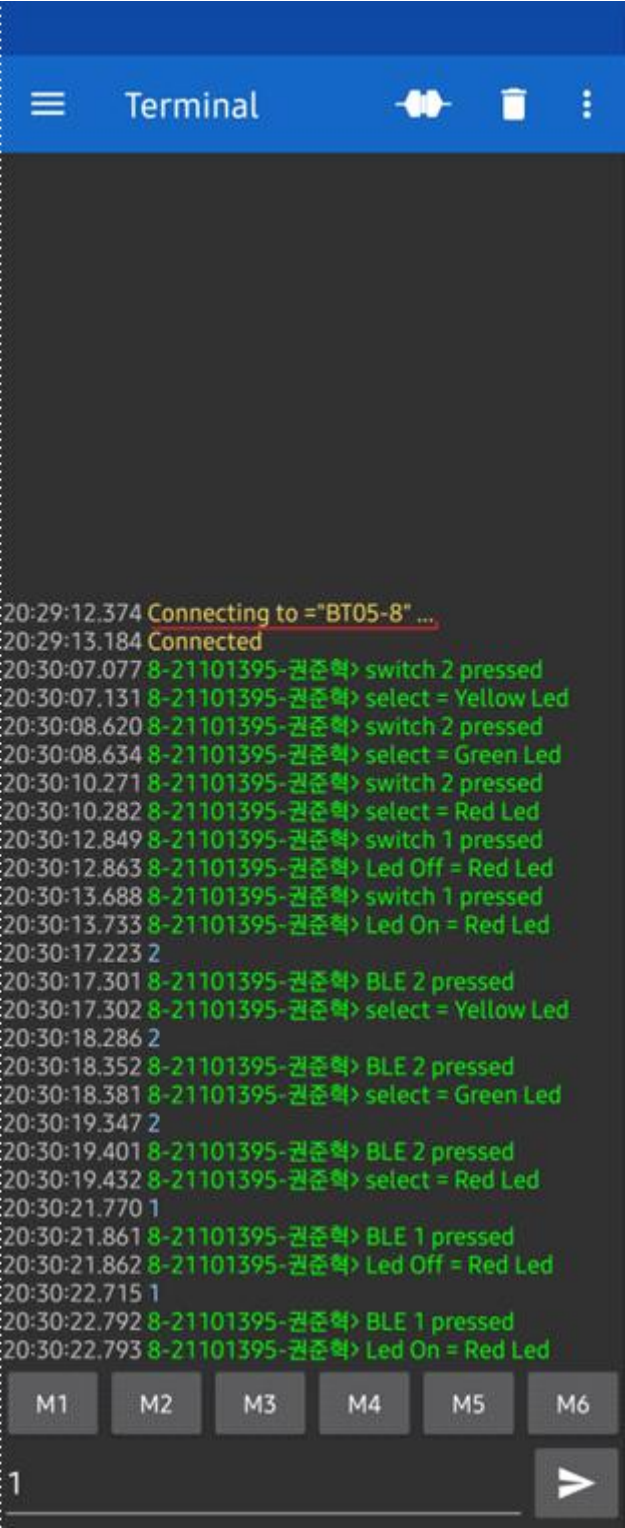 Terminal
20:29:12.374 Connecting to ="BT05-8" ...
20:29:13.184 Connected
20:30:07.077 8-21101395-권준혁> switch 2 pressed
20:30:07.131 8-21101395-권준혁> select = Yellow Led
20:30:08.620 8-21101395-권준혁> switch 2 pressed
20:30:08.634 8-21101395-권준혁> select = Green Led
20:30:10.271 8-21101395-권준혁> switch 2 pressed
20:30:10.282 8-21101395-권준혁> select = Red Led
20:30:12.849 8-21101395-권준혁> switch 1 pressed
20:30:12.863 8-21101395-권준혁> Led Off = Red Led
20:30:13.688 8-21101395-권준혁> switch 1 pressed
20:30:13.733 8-21101395-권준혁> Led On = Red Led
20:30:17.223 2
20:30:17.301 8-21101395-권준혁> BLE 2 pressed
20:30:17.302 8-21101395-권준혁> select = Yellow Led
20:30:18.286 2
20:30:18.352 8-21101395-권준혁> BLE 2 pressed
20:30:18.381 8-21101395-권준혁> select = Green Led
20:30:19.347 2
20:30:19.401 8-21101395-권준혁> BLE 2 pressed
20:30:19.432 8-21101395-권준혁> select = Red Led
20:30:21.770 1
20:30:21.861 8-21101395-권준혁> BLE 1 pressed
20:30:21.862 8-21101395-권준혁> Led Off = Red Led
20:30:22.715 1
20:30:22.792 8-21101395-권준혁> BLE 1 pressed
20:30:22.793 8-21101395-권준혁> Led On = Red Led
M1 M2 M3 M4 M5 M6
1